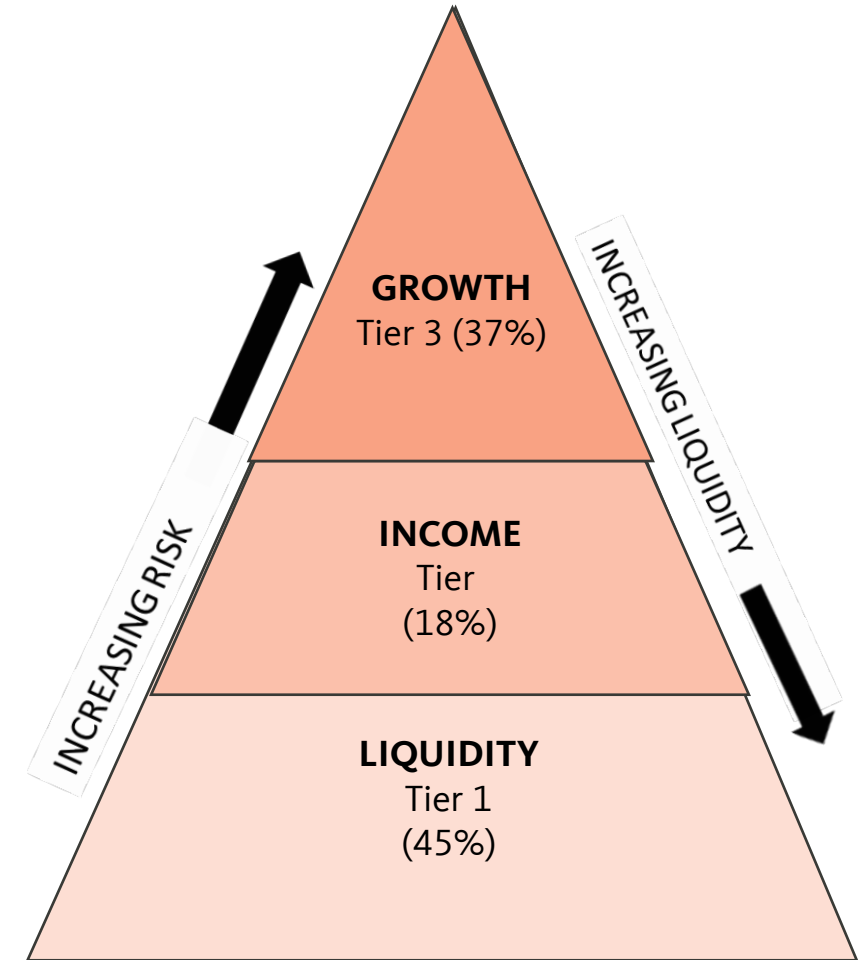 GROWTH
Tier 3 (37%)
INCREASING LIQUIDITY
INCOME
Tier
(18%)
INCREASING RISK
LIQUIDITY
Tier 1
(45%)